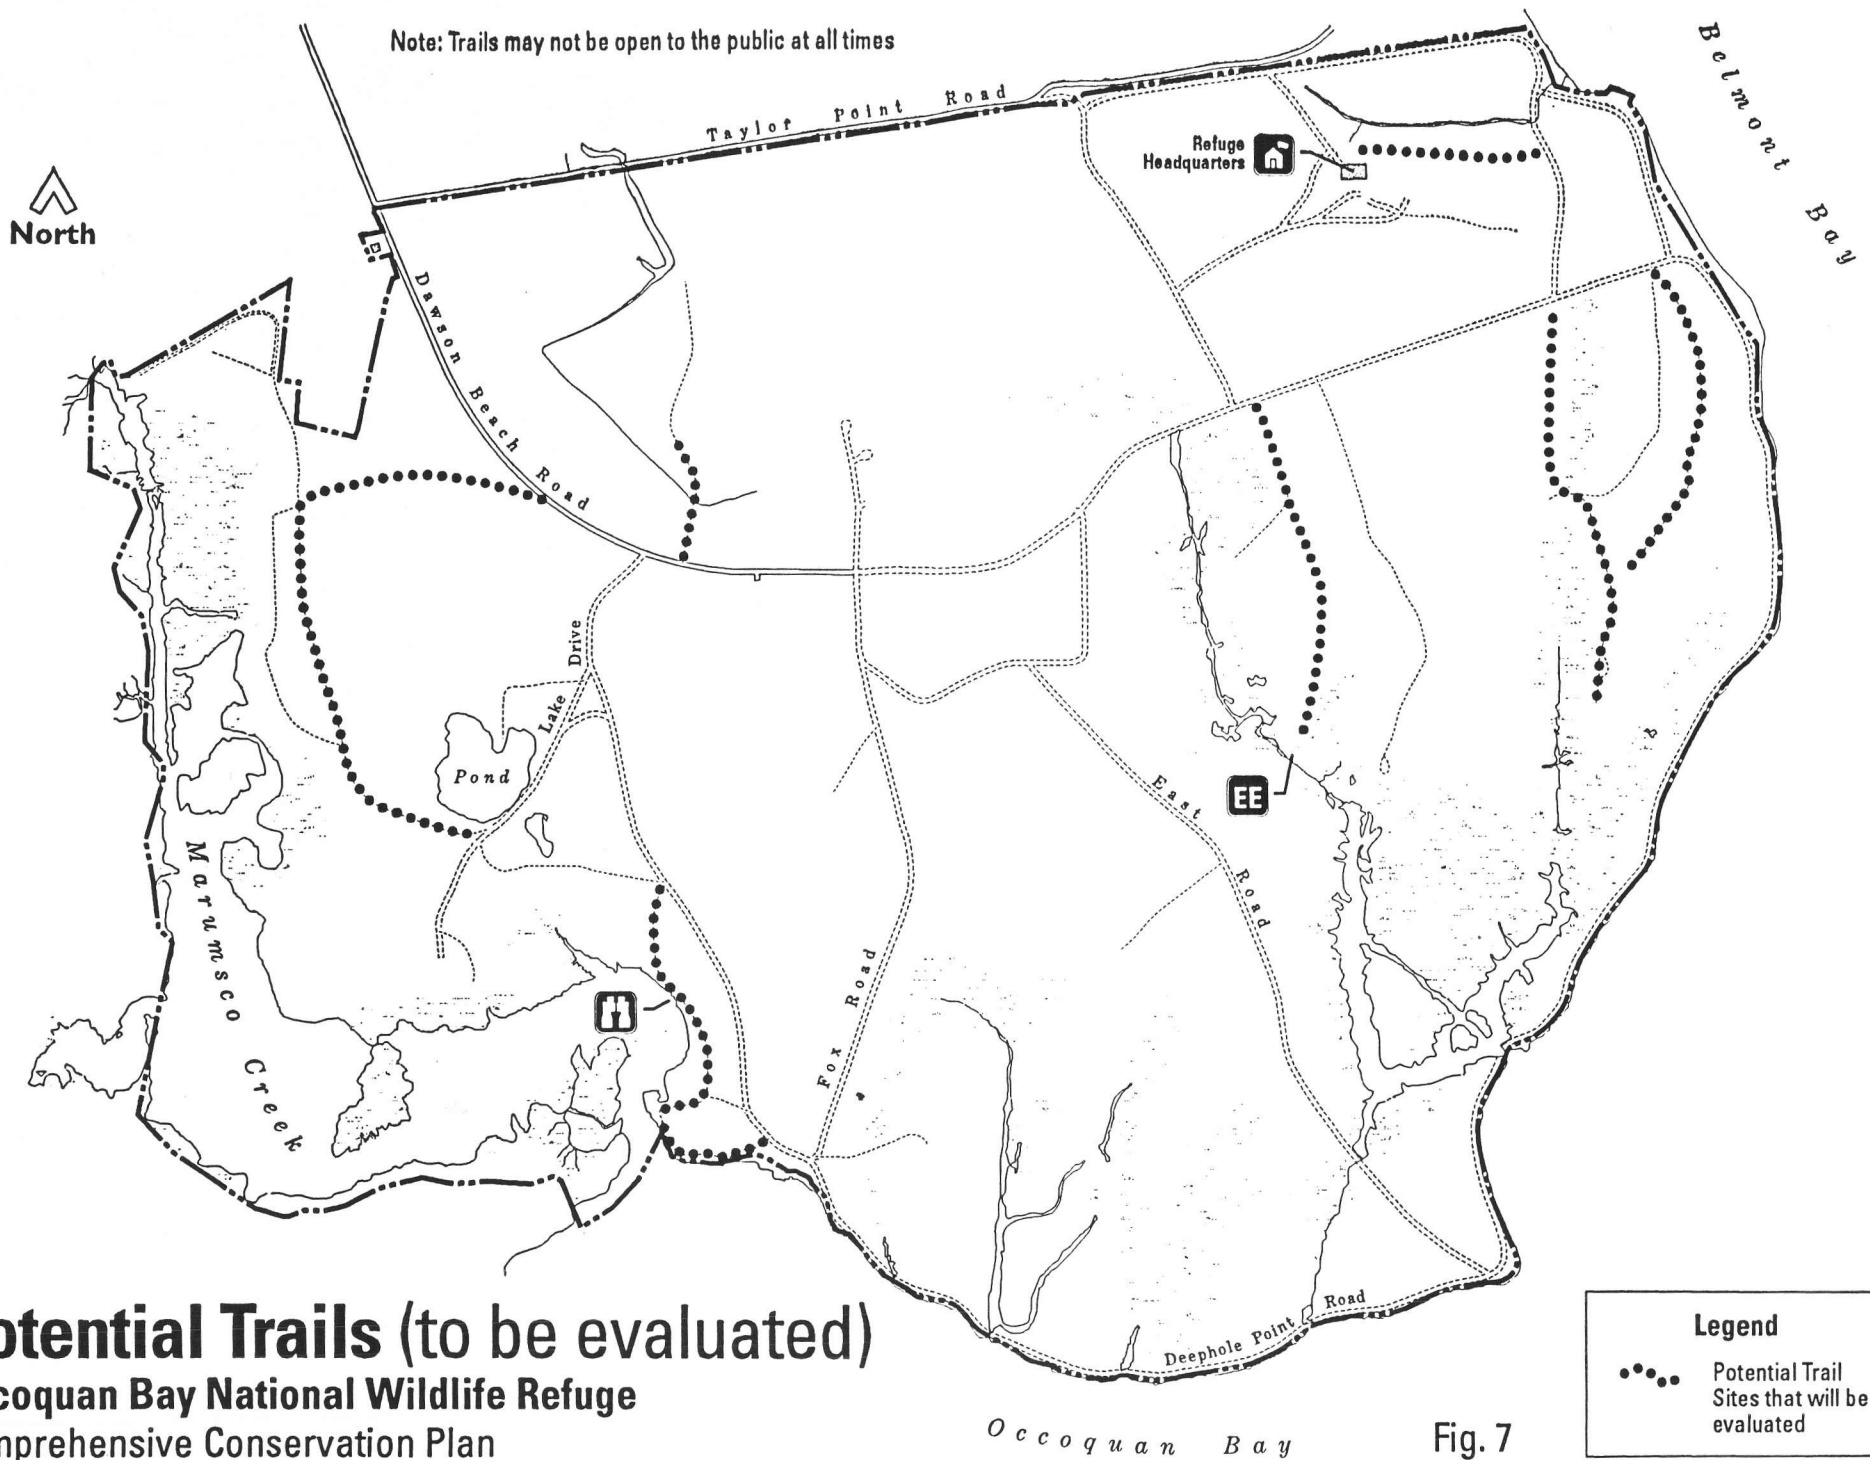 Note: Trails may not be open to the public at all times
Belmont Bay
Taylor Point Road
Refuge
Headquarters
North
Dawson Beach Road
Lake Drive
Pond
EE
East Road
Marumsco Creek
Fox Road
Deephole Point Road
otential Trails (to be evaluated)
coquan Bay National Wildlife Refuge
mprehensive Conservation Plan
Occoquan Bay
Fig. 7
Legend
Potential Trail
Sites that will be
evaluated